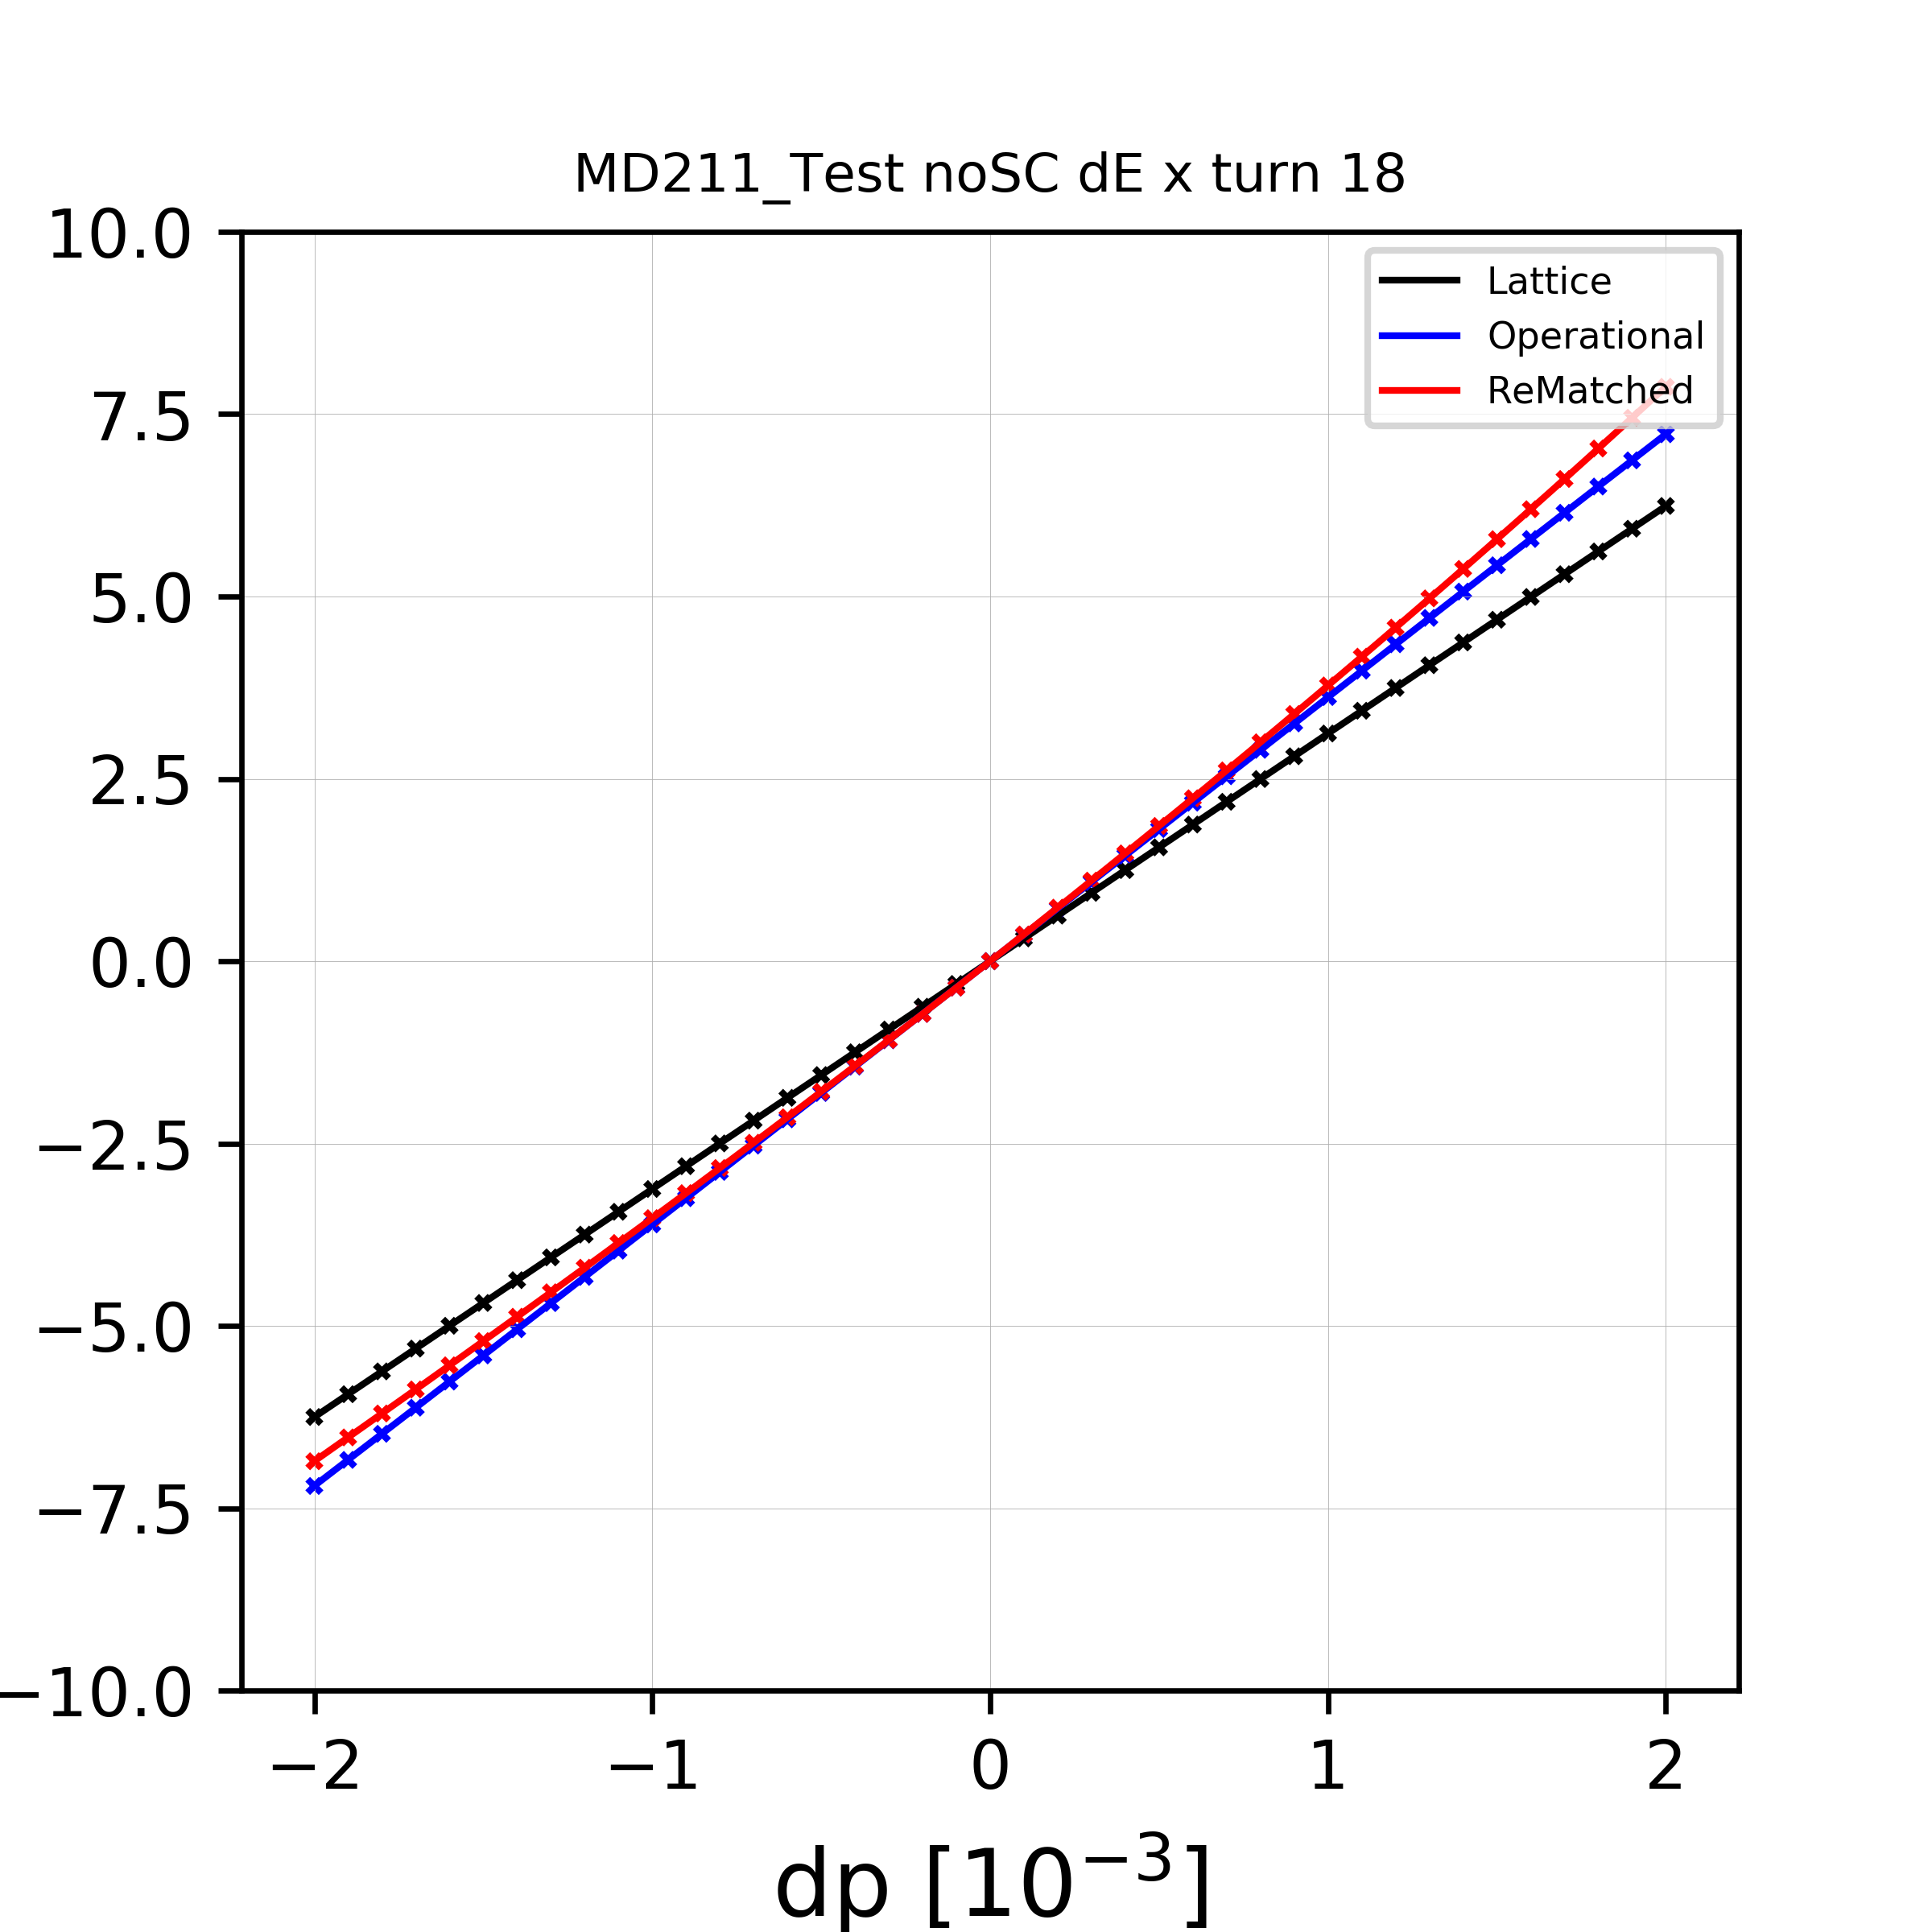 MD211_Test noSC dE x turn 18
10.0
7.5
5.0
2.5
0.0
−2.5
−5.0
−7.5
−10.0
Lattice
Operational
ReMatched
−2 −1 0 1 2
dp [10⁻³]